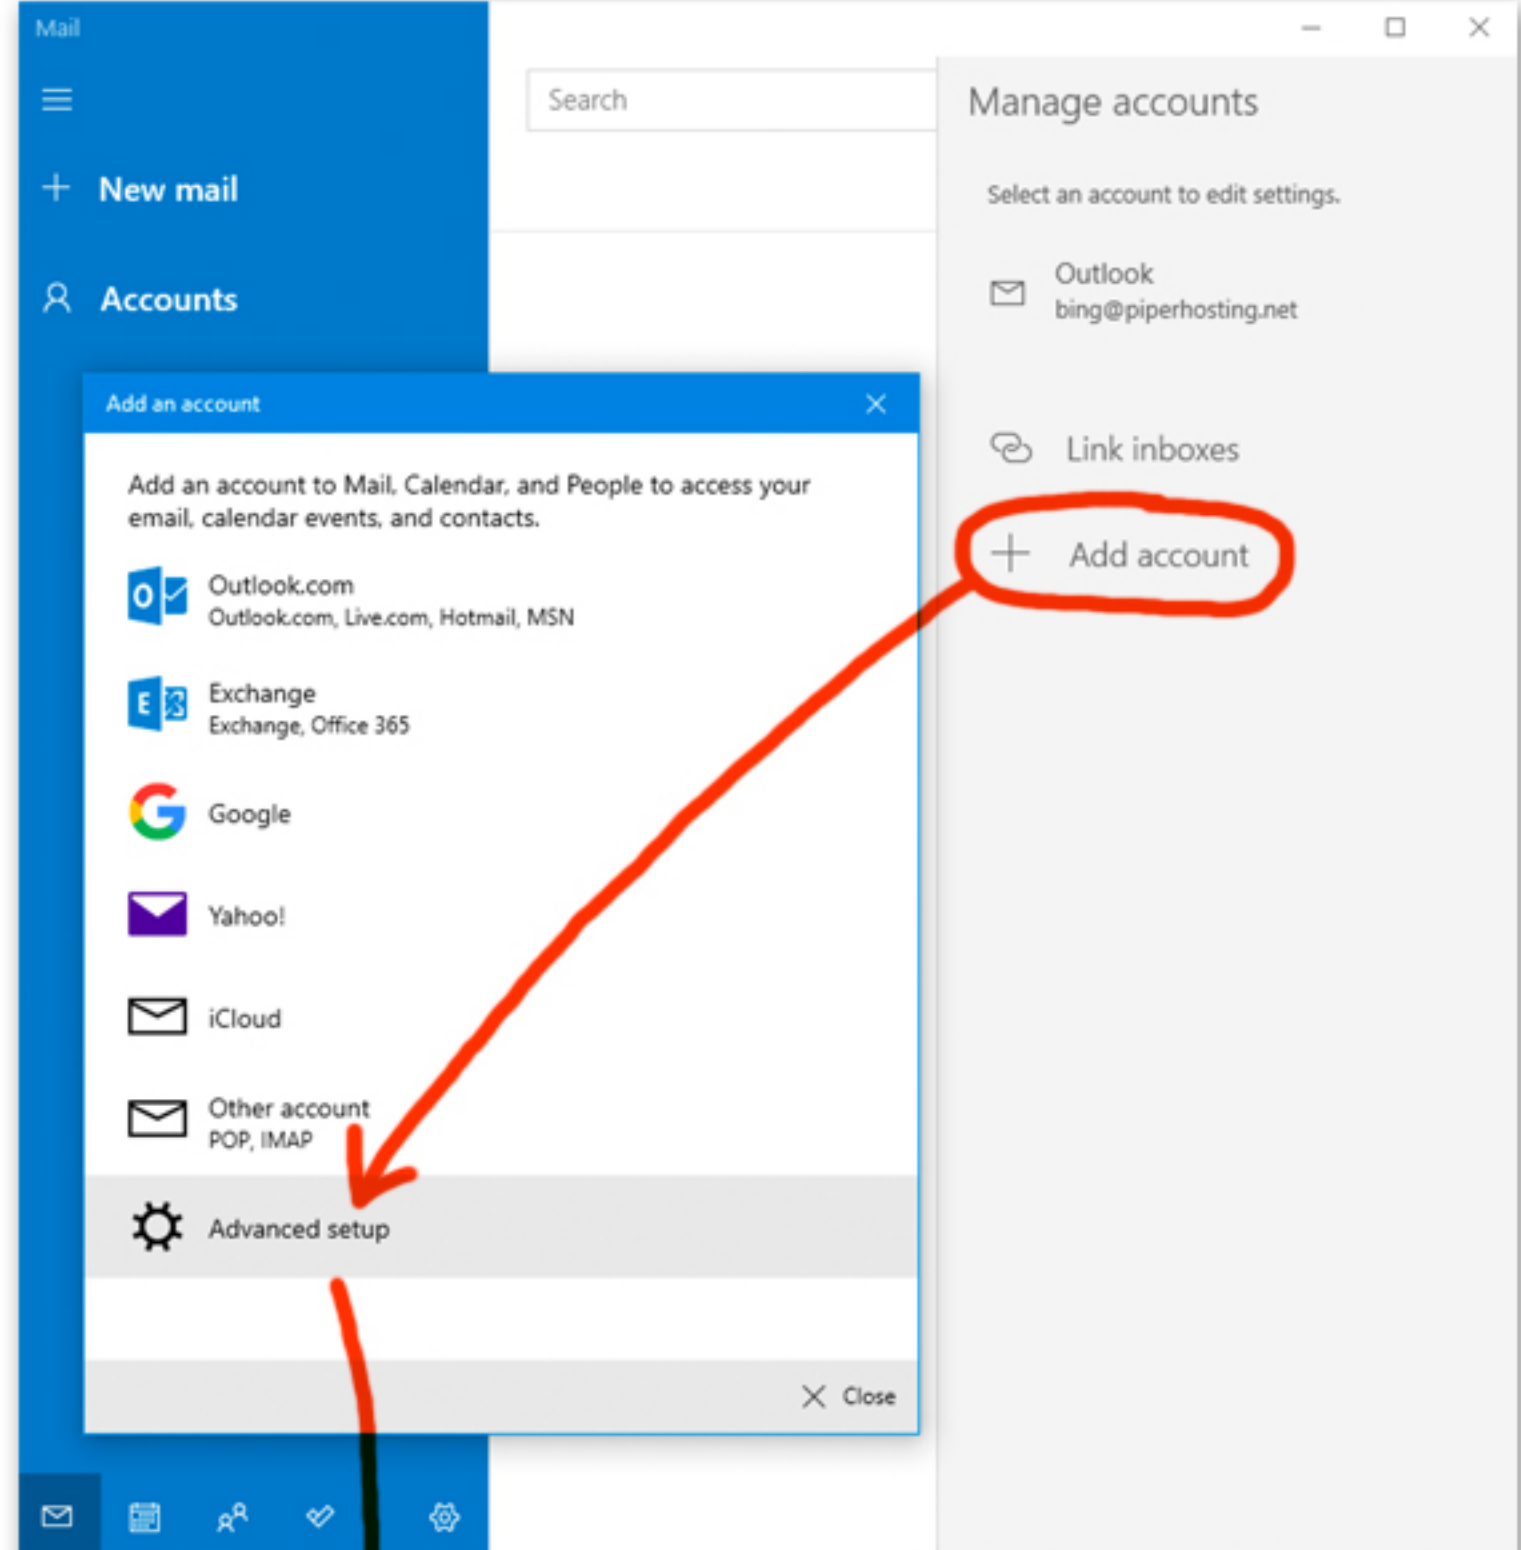 Mail
Search
Manage accounts
New mail
Select an account to edit settings.
Accounts
Outlook
bing@piperhosting.net
Link inboxes
Add account
Add an account
Add an account to Mail, Calendar, and People to access your
email, calendar events, and contacts.
Outlook.com
Outlook.com, Live.com, Hotmail, MSN
Exchange
Exchange, Office 365
Google
Yahoo!
iCloud
Other account
POP, IMAP
Advanced setup
Close